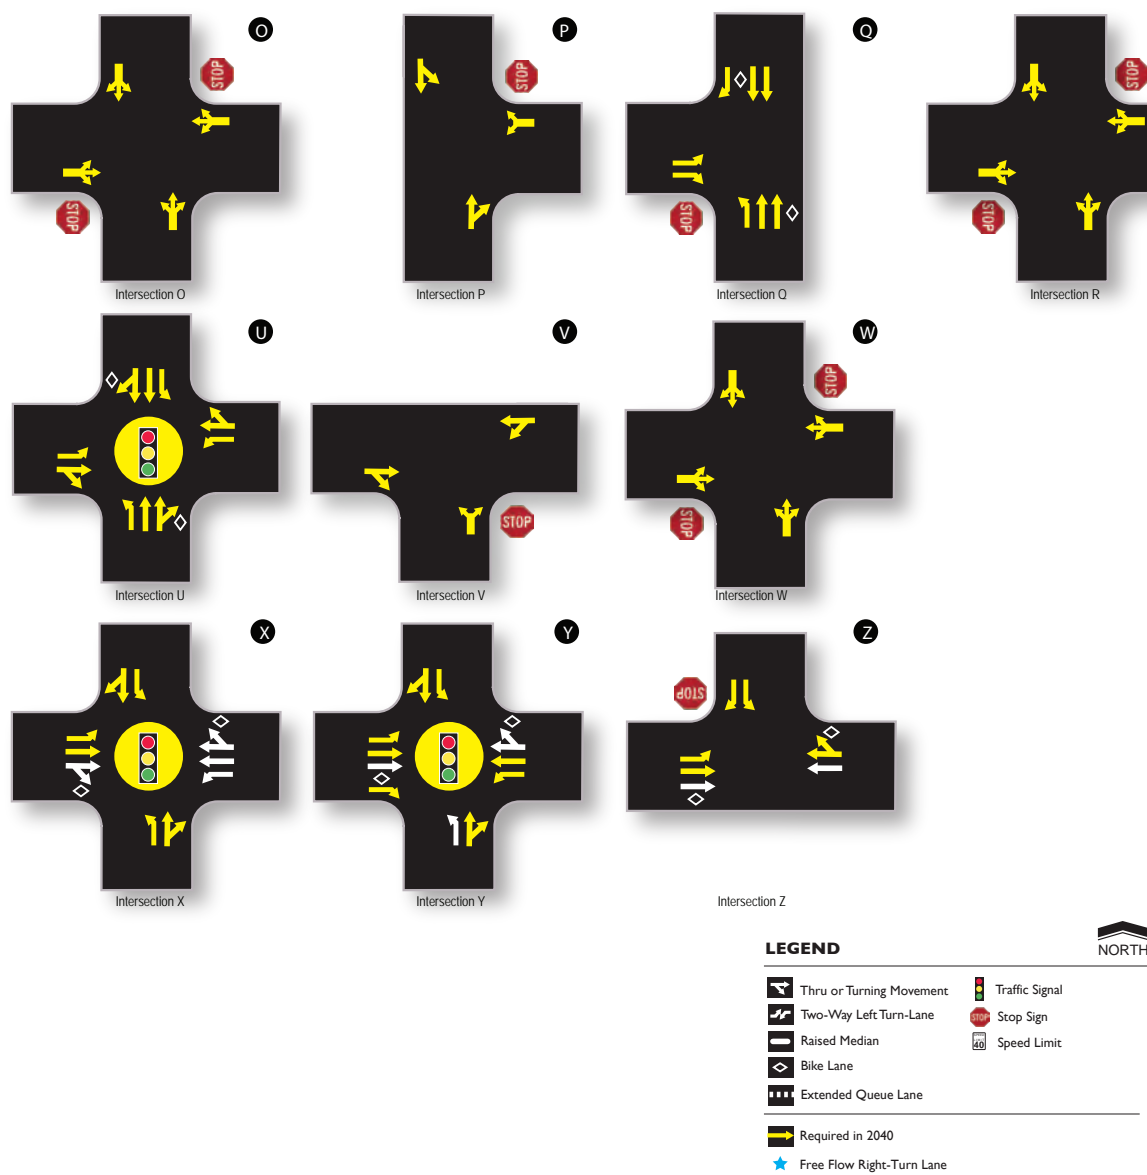 O
P
Q
STOP
STOP
STOP
STOP
STOP
STOP
Intersection O
Intersection P
Intersection Q
Intersection R
U
V
W
STOP
STOP
STOP
Intersection U
Intersection V
Intersection W
X
Y
Z
STOP
Intersection X
Intersection Y
Intersection Z
LEGEND
NORTH
Thru or Turning Movement
Traffic Signal
Two-Way Left Turn-Lane
STOP Stop Sign
Raised Median
40 Speed Limit
Bike Lane
Extended Queue Lane
Required in 2040
Free Flow Right-Turn Lane